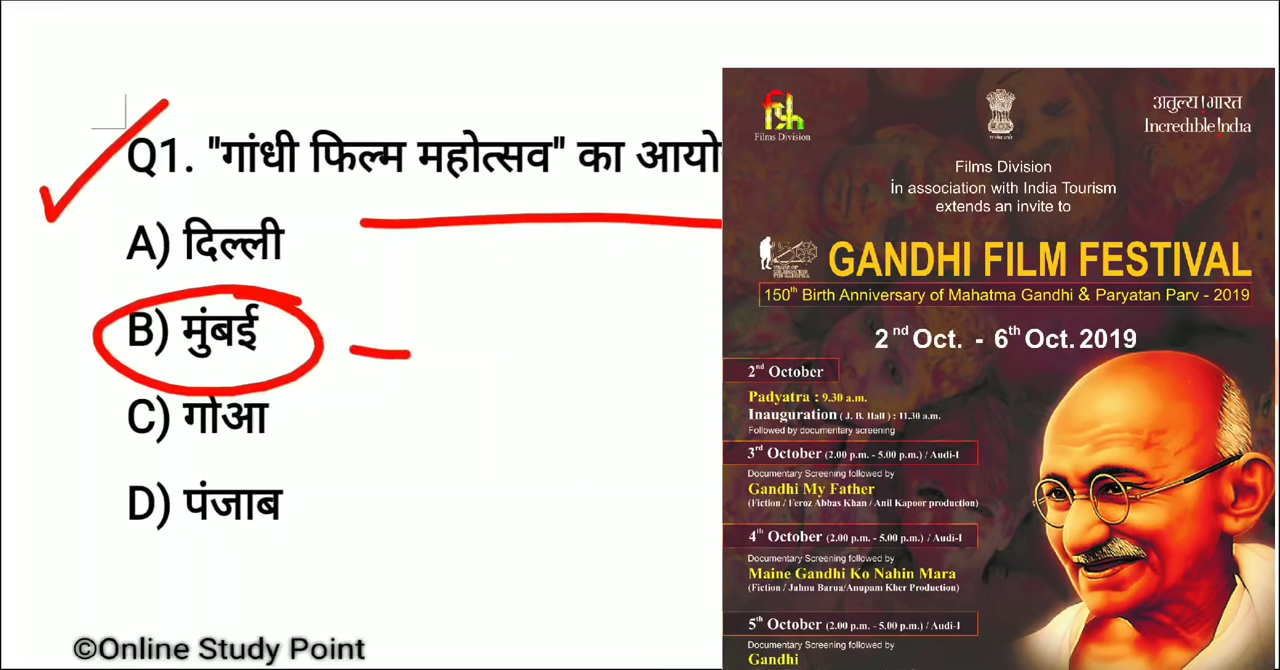 Q1. "गांधी फिल्म महोत्सव" का आयो
A) दिल्ली
B) मुंबई
C) गोआ
D) पंजाब
©Online Study Point
Films Division
अतुल्य!भारत
Incredıble!ndıa
Films Division
in association with India Tourism
extends an invite to
GANDHI FILM FESTIVAL
150th Birth Anniversary of Mahatma Gandhi & Paryatan Parv - 2019
2nd Oct. - 6th Oct. 2019
2nd October
Padyatra : 9.30 a.m.
Inauguration ( J. B. Hall ) : 11.30 a.m.
Followed by documentary screening
3rd October (2.00 p.m. - 5.00 p.m.) / Audi-I
Documentary Screening followed by
Gandhi My Father
(Fiction / Feroz Abbas Khan / Anil Kapoor production)
4th October (2.00 p.m. - 5.00 p.m.) / Audi-I
Documentary Screening followed by
Maine Gandhi Ko Nahin Mara
(Fiction / Jahnu Barua/Anupam Kher Production)
5th October (2.00 p.m. - 5.00 p.m.) / Audi-I
Documentary Screening followed by
Gandhi